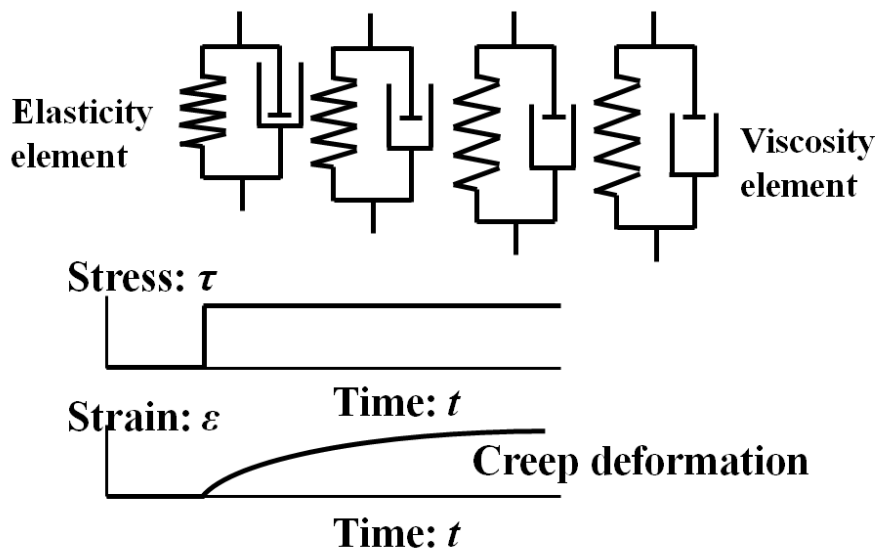 Elasticity
element
Viscosity
element
Stress: τ
Time: t
Strain: ε
Creep deformation
Time: t